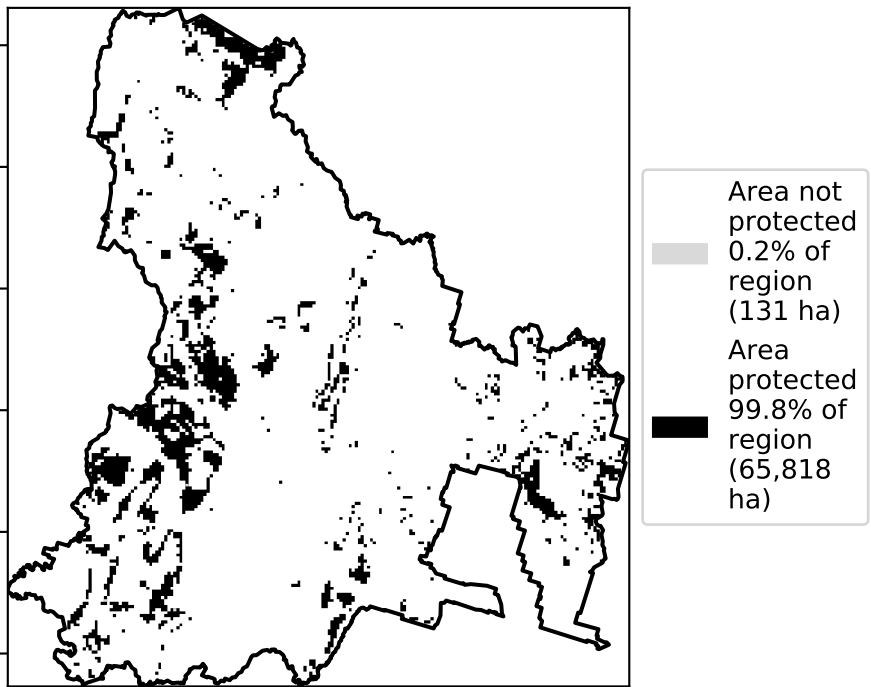 Area not
protected
0.2% of
region
(131 ha)
Area
protected
99.8% of
region
(65,818
ha)